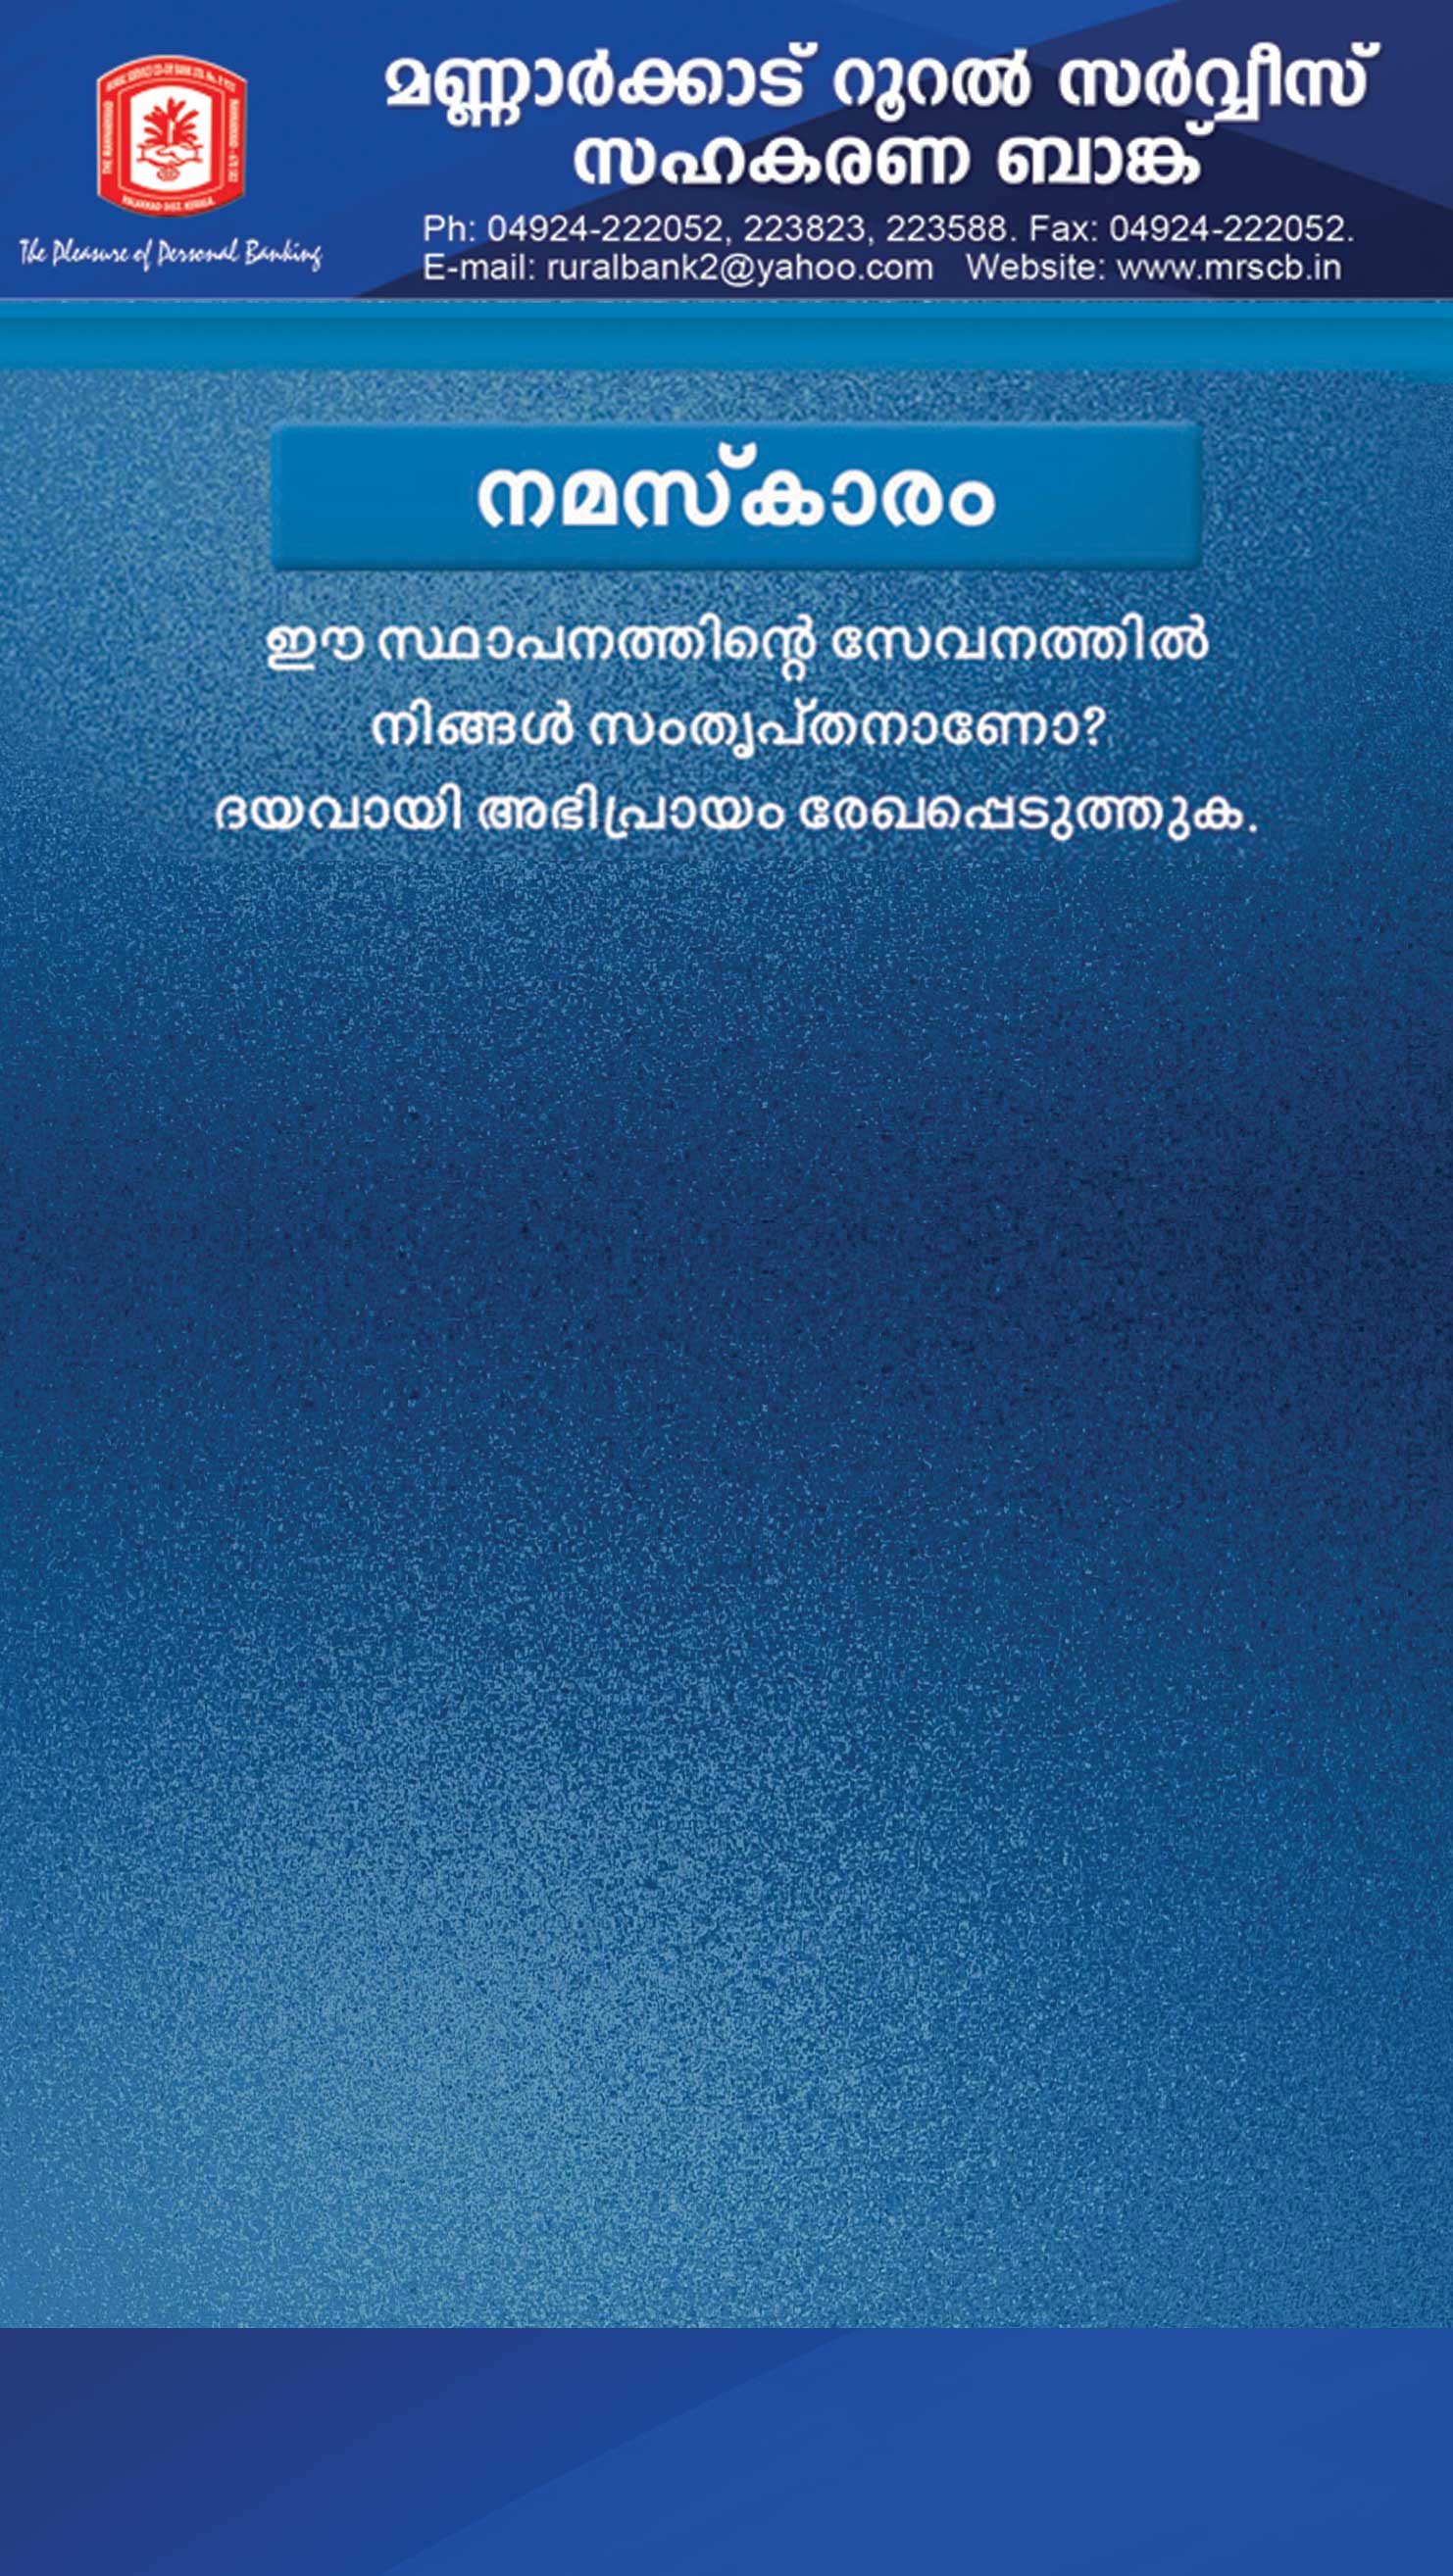 മണ്ണാർക്കാട് റൂറൽ സർവ്വീസ്
സഹകരണ ബാങ്ക്
Ph: 04924-222052, 223823, 223588. Fax: 04924-222052.
E-mail: ruralbank2@yahoo.com Website: www.mrscb.in
The Pleasure of Personal Banking
നമസ്കാരം
ഈ സ്ഥാപനത്തിന്റെ സേവനത്തിൽ
നിങ്ങൾ സംതൃപ്തനാണോ?
ദയവായി അഭിപ്രായം രേഖപ്പെടുത്തുക.